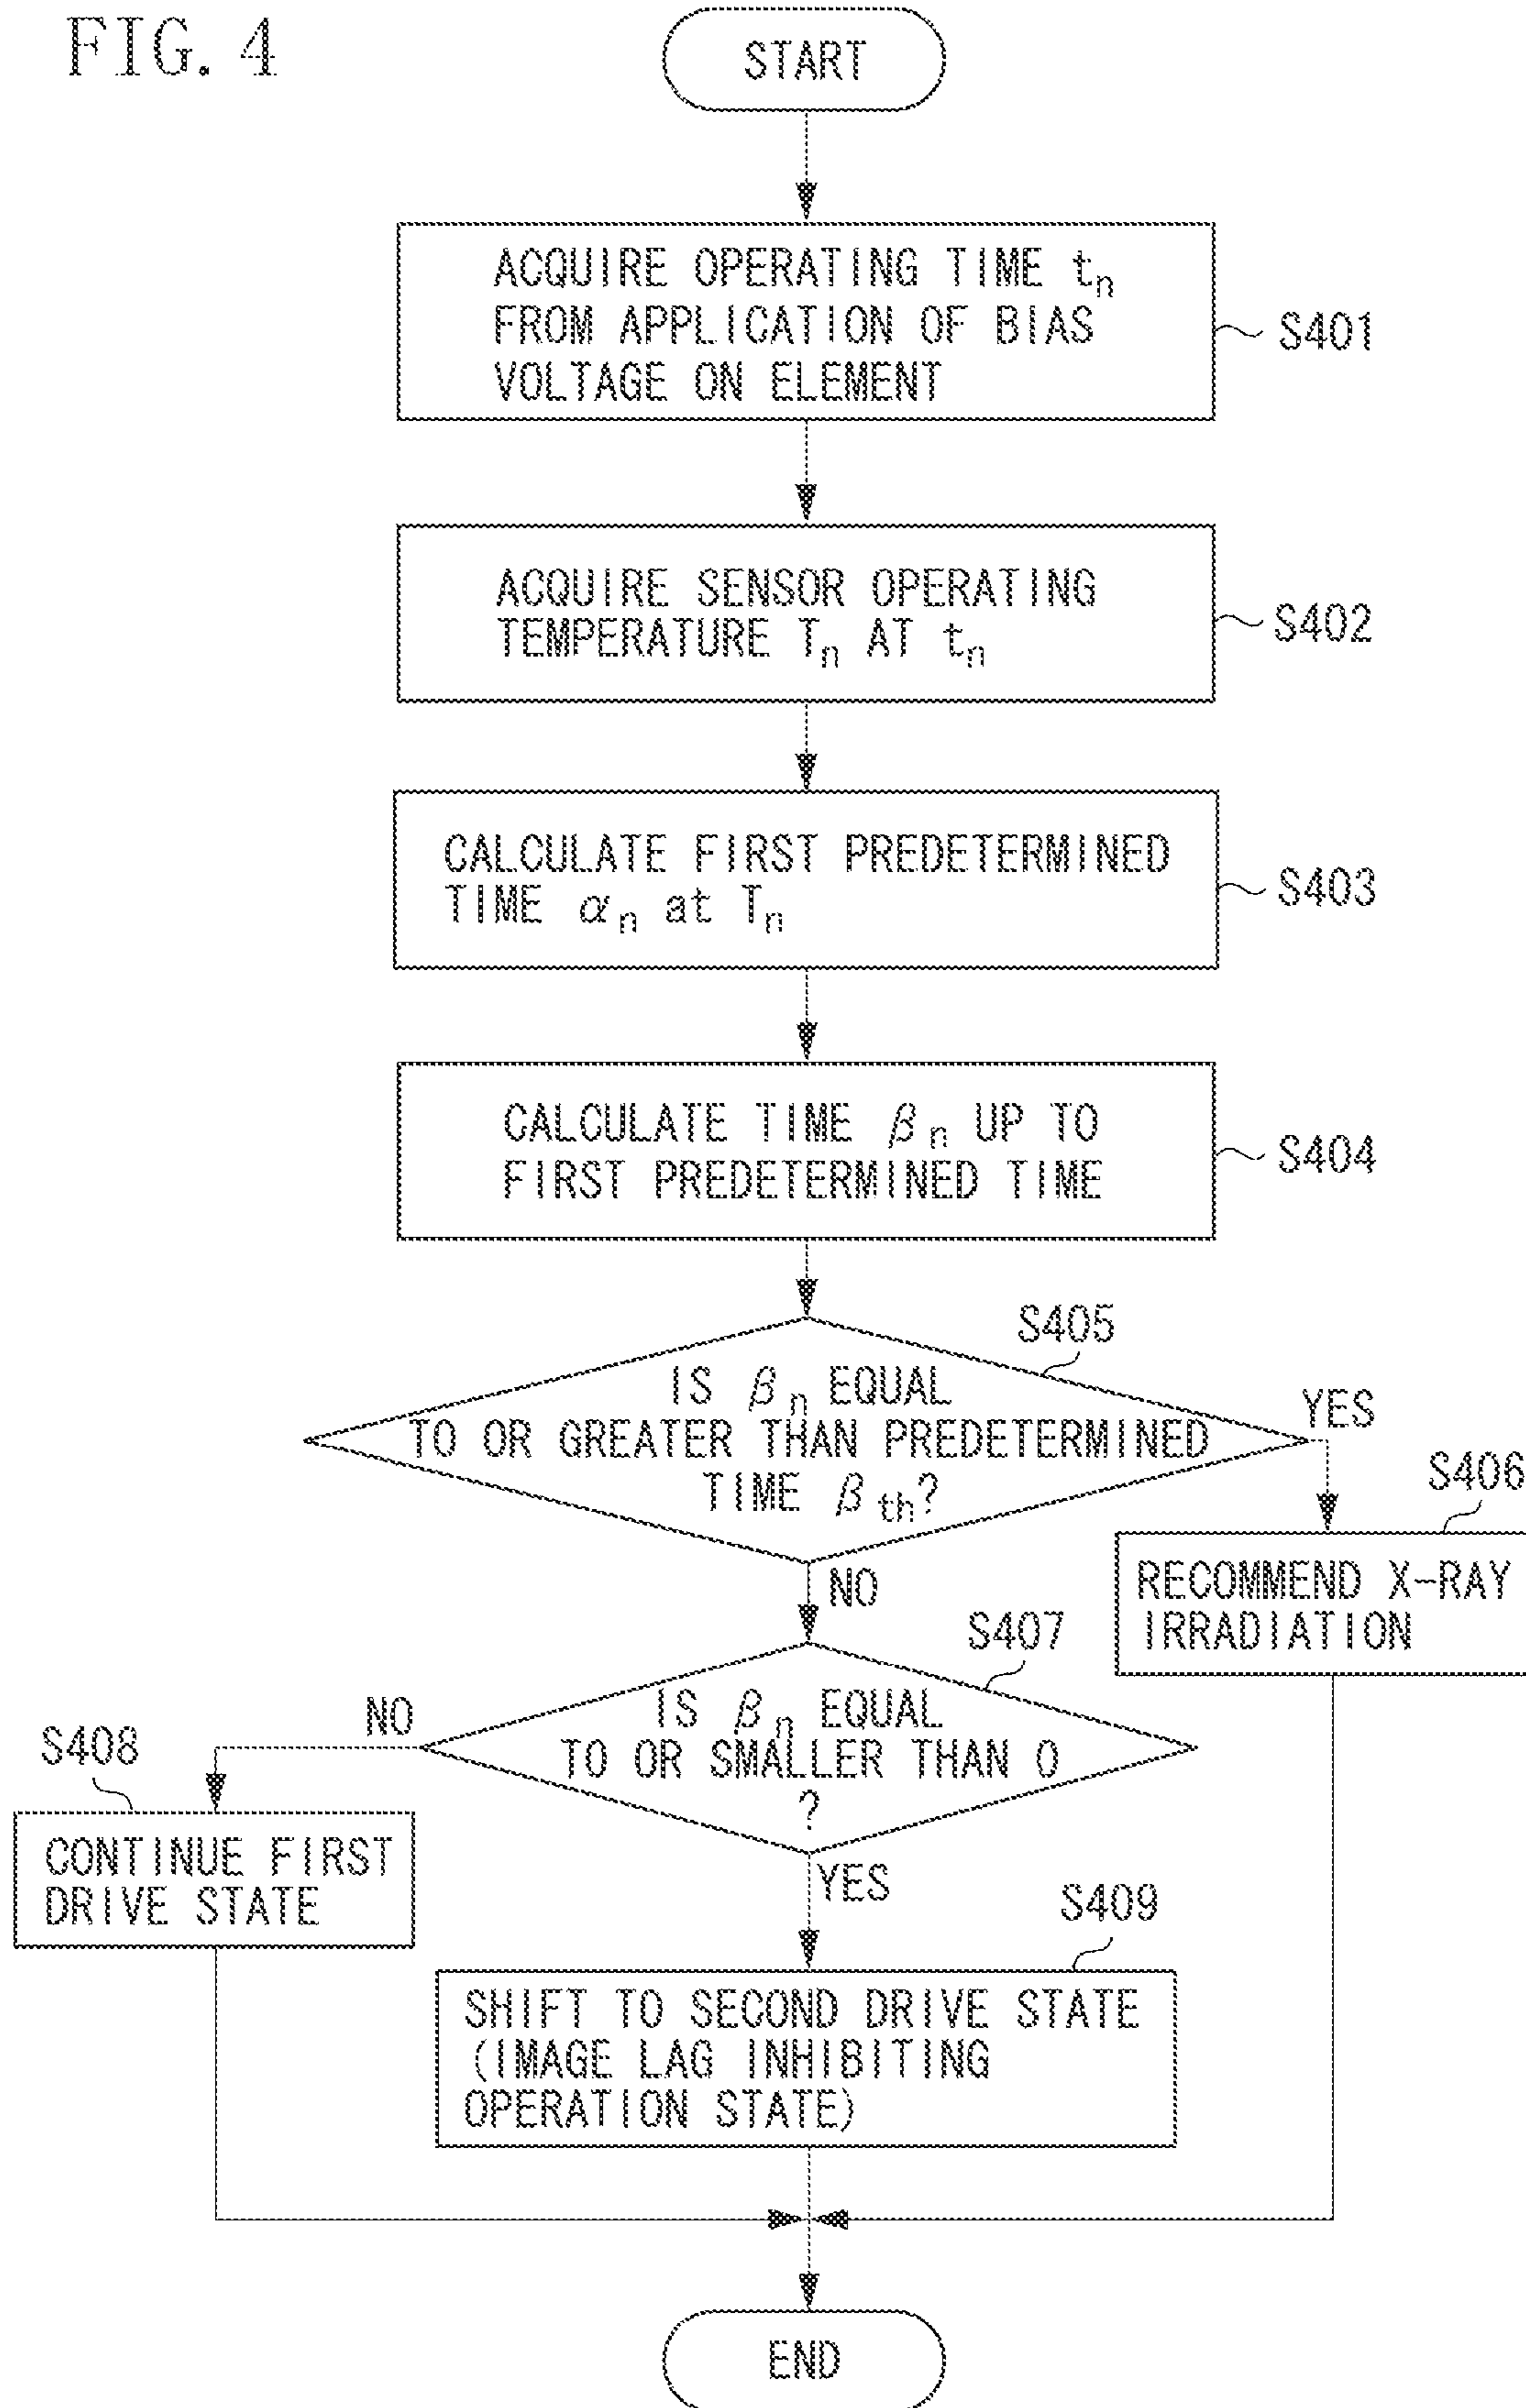 FIG. 4
START
ACQUIRE OPERATING TIME tn
FROM APPLICATION OF BIAS
VOLTAGE ON ELEMENT
S401
ACQUIRE SENSOR OPERATING
TEMPERATURE Tn AT tn
S402
CALCULATE FIRST PREDETERMINED
TIME αn at Tn
S403
CALCULATE TIME βn UP TO
FIRST PREDETERMINED TIME
S404
S405
IS βn EQUAL
TO OR GREATER THAN PREDETERMINED
TIME βth?
YES
S406
RECOMMEND X-RAY
IRRADIATION
NO
S407
IS βn EQUAL
TO OR SMALLER THAN 0
?
NO
S408
CONTINUE FIRST
DRIVE STATE
YES
S409
SHIFT TO SECOND DRIVE STATE
(IMAGE LAG INHIBITING
OPERATION STATE)
END